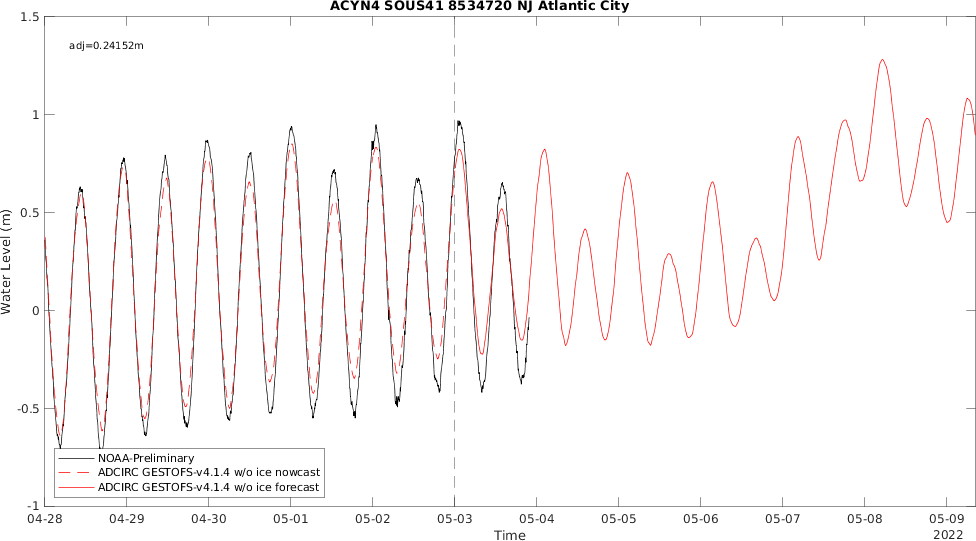 ACYN4 SOUS41 8534720 NJ Atlantic City
1.5
adj=0.24152m
1
0.5
Water Level (m)
0
-0.5
NOAA-Preliminary
ADCIRC GESTOFS-v4.1.4 w/o ice nowcast
ADCIRC GESTOFS-v4.1.4 w/o ice forecast
-1
04-28 04-29 04-30 05-01 05-02 05-03 05-04 05-05 05-06 05-07 05-08 05-09
Time 2022